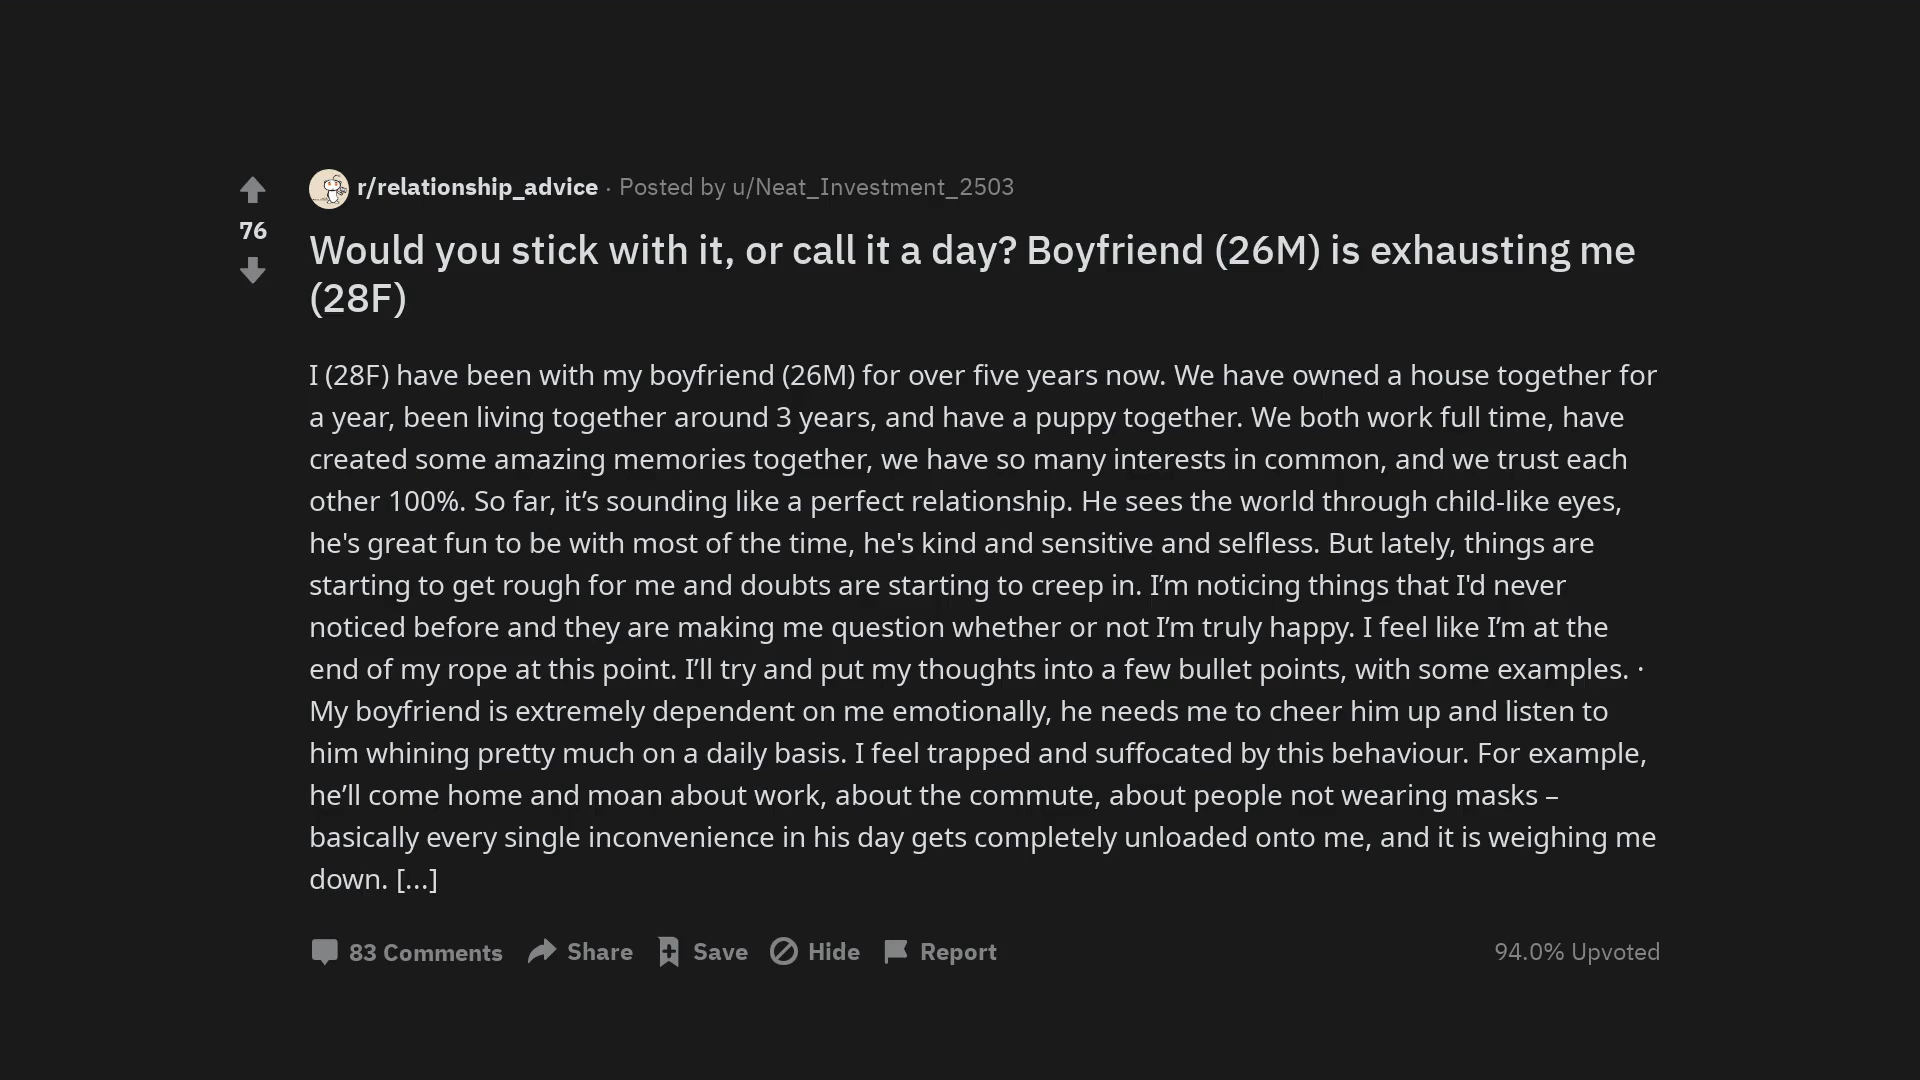 r/relationship_advice · Posted by u/Neat_Investment_2503
76
Would you stick with it, or call it a day? Boyfriend (26M) is exhausting me
(28F)
I (28F) have been with my boyfriend (26M) for over five years now. We have owned a house together for
a year, been living together around 3 years, and have a puppy together. We both work full time, have
created some amazing memories together, we have so many interests in common, and we trust each
other 100%. So far, it’s sounding like a perfect relationship. He sees the world through child-like eyes,
he's great fun to be with most of the time, he's kind and sensitive and selfless. But lately, things are
starting to get rough for me and doubts are starting to creep in. I’m noticing things that I'd never
noticed before and they are making me question whether or not I’m truly happy. I feel like I’m at the
end of my rope at this point. I’ll try and put my thoughts into a few bullet points, with some examples. ·
My boyfriend is extremely dependent on me emotionally, he needs me to cheer him up and listen to
him whining pretty much on a daily basis. I feel trapped and suffocated by this behaviour. For example,
he’ll come home and moan about work, about the commute, about people not wearing masks –
basically every single inconvenience in his day gets completely unloaded onto me, and it is weighing me
down. [...]
83 Comments Share Save Hide Report 94.0% Upvoted